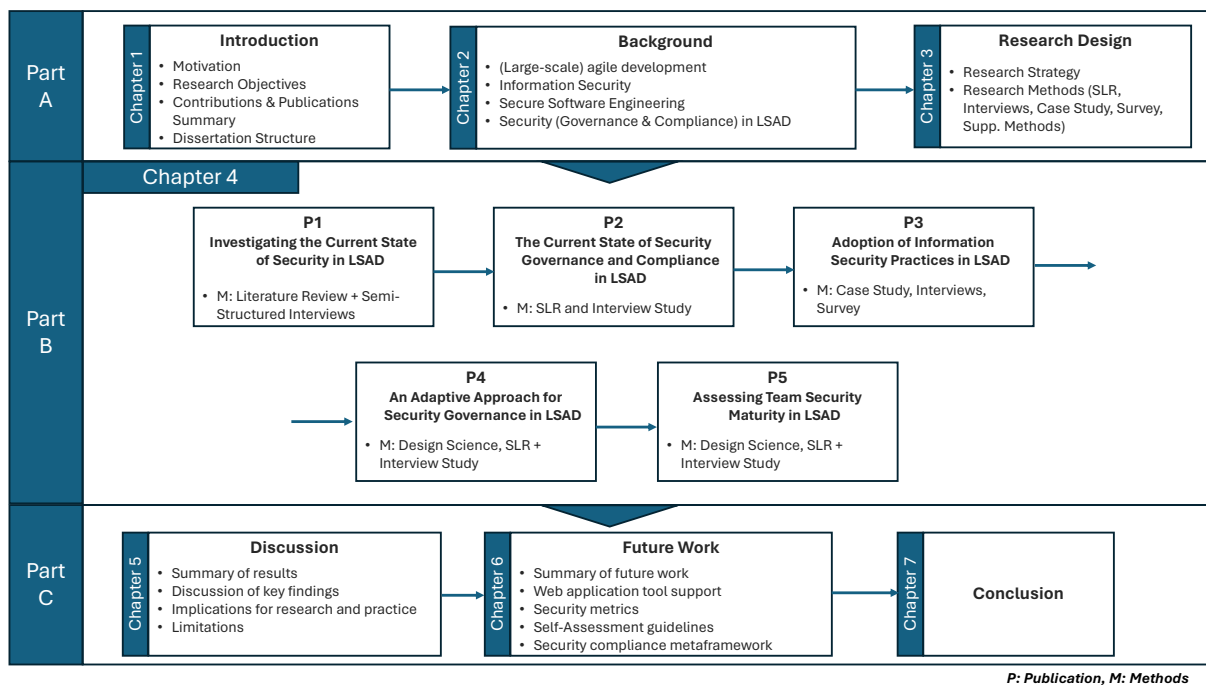 Part
A
Chapter 1
Introduction
• Motivation
• Research Objectives
• Contributions & Publications
Summary
• Dissertation Structure
Chapter 2
Background
• (Large-scale) agile development
• Information Security
• Secure Software Engineering
• Security (Governance & Compliance) in LSAD
Chapter 3
Research Design
• Research Strategy
• Research Methods (SLR,
Interviews, Case Study, Survey,
Supp. Methods)
Part
B
Chapter 4
P1
Investigating the Current State
of Security in LSAD
• M: Literature Review + Semi-
Structured Interviews
P2
The Current State of Security
Governance and Compliance
in LSAD
• M: SLR and Interview Study
P3
Adoption of Information
Security Practices in LSAD
• M: Case Study, Interviews,
Survey
P4
An Adaptive Approach for
Security Governance in LSAD
• M: Design Science, SLR +
Interview Study
P5
Assessing Team Security
Maturity in LSAD
• M: Design Science, SLR +
Interview Study
Part
C
Chapter 5
Discussion
• Summary of results
• Discussion of key findings
• Implications for research and practice
• Limitations
Chapter 6
Future Work
• Summary of future work
• Web application tool support
• Security metrics
• Self-Assessment guidelines
• Security compliance metaframework
Chapter 7
Conclusion
P: Publication, M: Methods